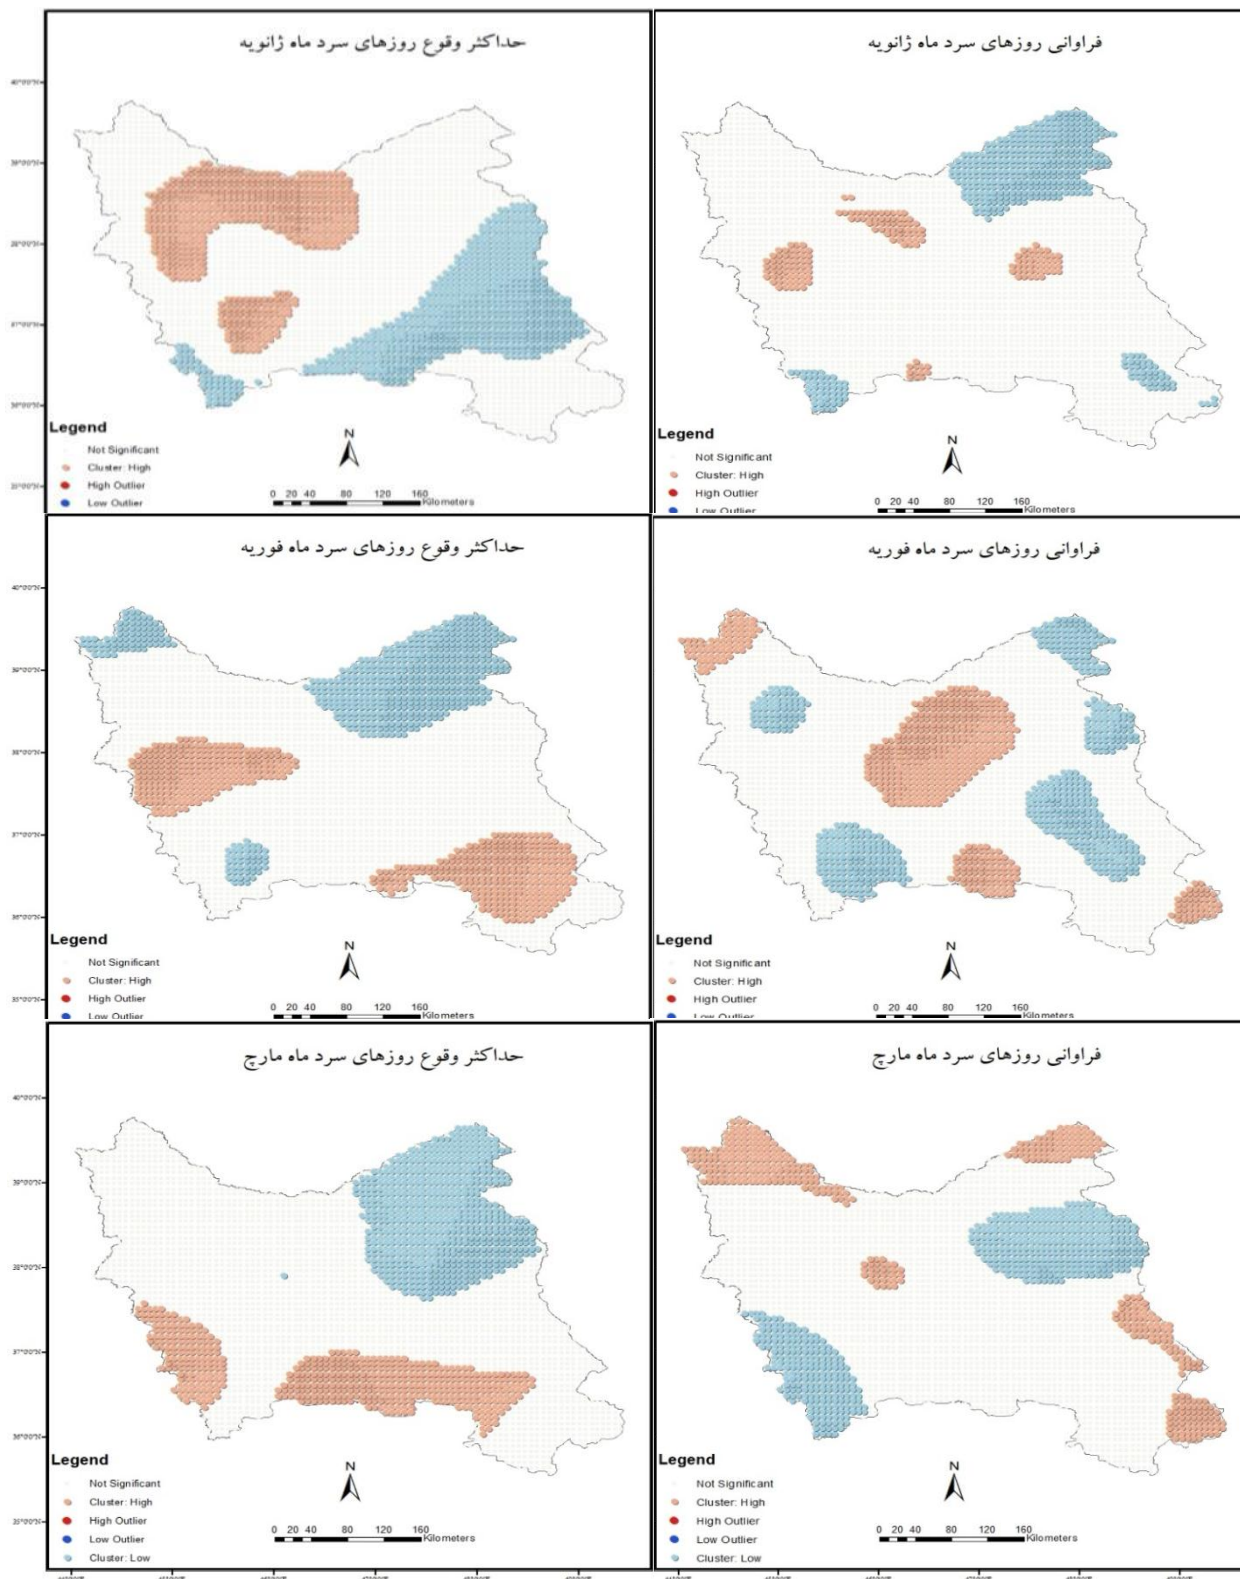 حداکثر وقوع روزهای سرد ماه ژانویه
Legend
Not Significant
Cluster: High
High Outlier
Low Outlier
N
0 20 40 80 120 160
Kilometers
فراوانی روزهای سرد ماه ژانویه
Legend
Not Significant
Cluster: High
High Outlier
Low Outlier
N
0 20 40 80 120 160
Kilometers
حداکثر وقوع روزهای سرد ماه فوریه
Legend
Not Significant
Cluster: High
High Outlier
Low Outlier
N
0 20 40 80 120 160
Kilometers
فراوانی روزهای سرد ماه فوریه
Legend
Not Significant
Cluster: High
High Outlier
Low Outlier
N
0 20 40 80 120 160
Kilometers
حداکثر وقوع روزهای سرد ماه مارچ
Legend
Not Significant
Cluster: High
High Outlier
Low Outlier
Cluster: Low
N
0 20 40 80 120 160
Kilometers
فراوانی روزهای سرد ماه مارچ
Legend
Not Significant
Cluster: High
High Outlier
Low Outlier
Cluster: Low
N
0 20 40 80 120 160
Kilometers